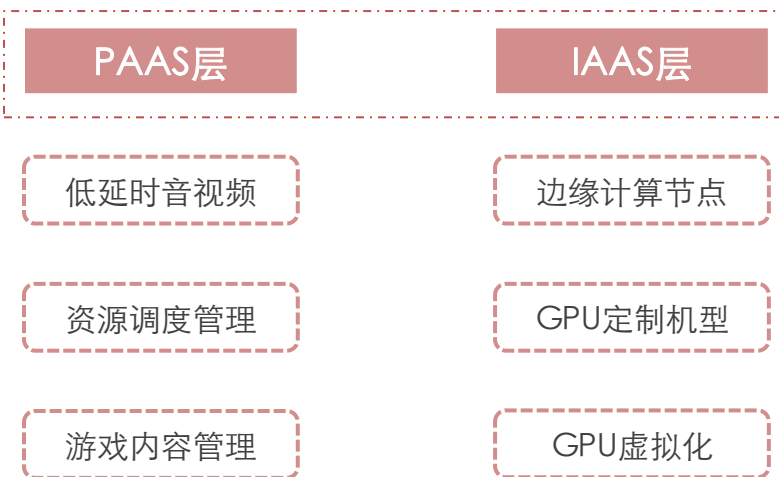 PAAS层
IAAS层
低延时音视频
边缘计算节点
资源调度管理
GPU定制机型
游戏内容管理
GPU虚拟化